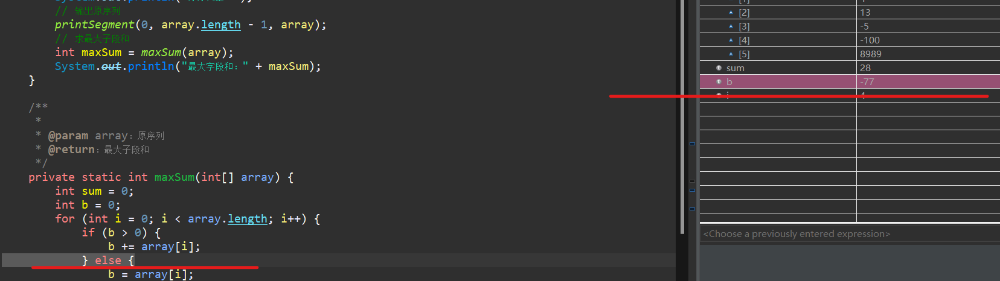 // 输出原序列
printSegment(0, array.length - 1, array);
// 求最大子段和
int maxSum = maxSum(array);
System.out.println("最大字段和：" + maxSum);
}
/**
*
* @param array：原序列
* @return：最大子段和
*/
private static int maxSum(int[] array) {
int sum = 0;
int b = 0;
for (int i = 0; i < array.length; i++) {
if (b > 0) {
b += array[i];
} else {
b = array[i];
[2] 13
[3] -5
[4] -100
[5] 8989
sum 28
b -77
i 4
<Choose a previously entered expression>